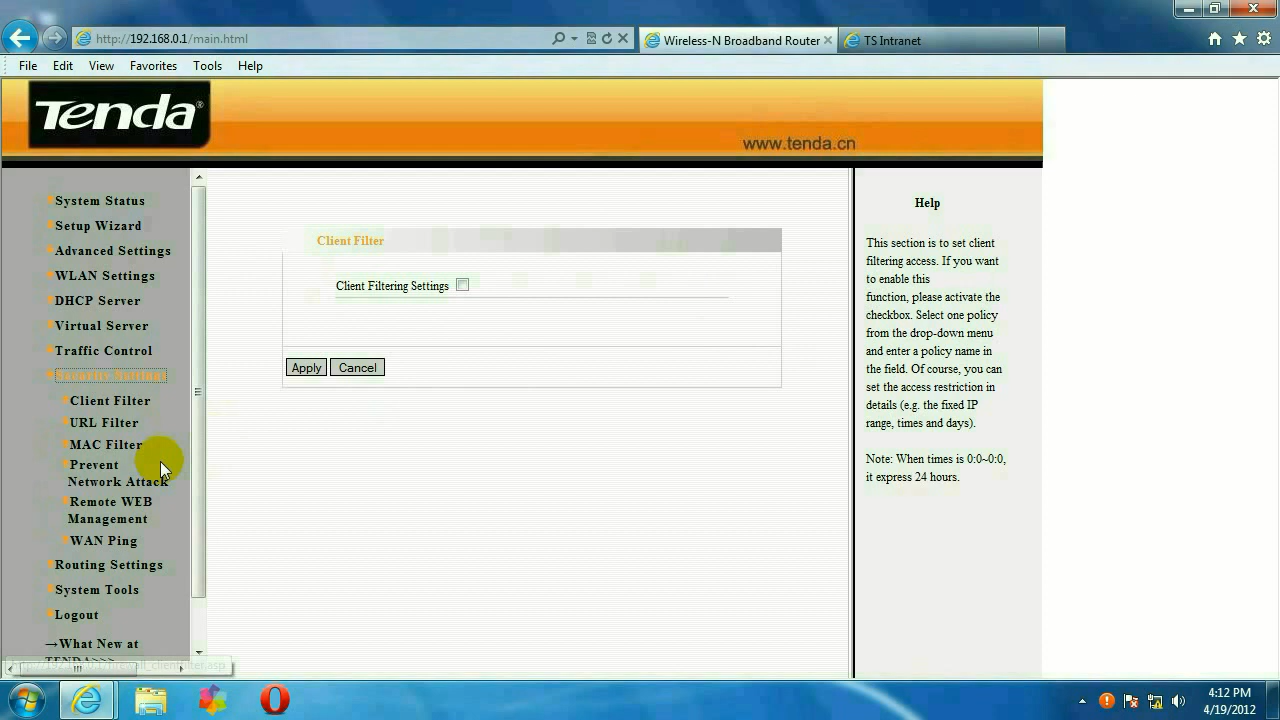 http://192.168.0.1/main.html
Wireless-N Broadband Router
TS Intranet
File Edit View Favorites Tools Help
Tenda®
www.tenda.cn
System Status
Setup Wizard
Advanced Settings
WLAN Settings
DHCP Server
Virtual Server
Traffic Control
Security Settings
Client Filter
URL Filter
MAC Filter
Prevent
Network Attack
Remote WEB
Management
WAN Ping
Routing Settings
System Tools
Logout
→What New at
TENDA>>>
Client Filter
Client Filtering Settings
Apply Cancel
Help
This section is to set client
filtering access. If you want
to enable this
function, please activate the
checkbox. Select one policy
from the drop-down menu
and enter a policy name in
the field. Of course, you can
set the access restriction in
details (e.g. the fixed IP
range, times and days).
Note: When times is 0:0~0:0,
it express 24 hours.
4:12 PM
4/19/2012